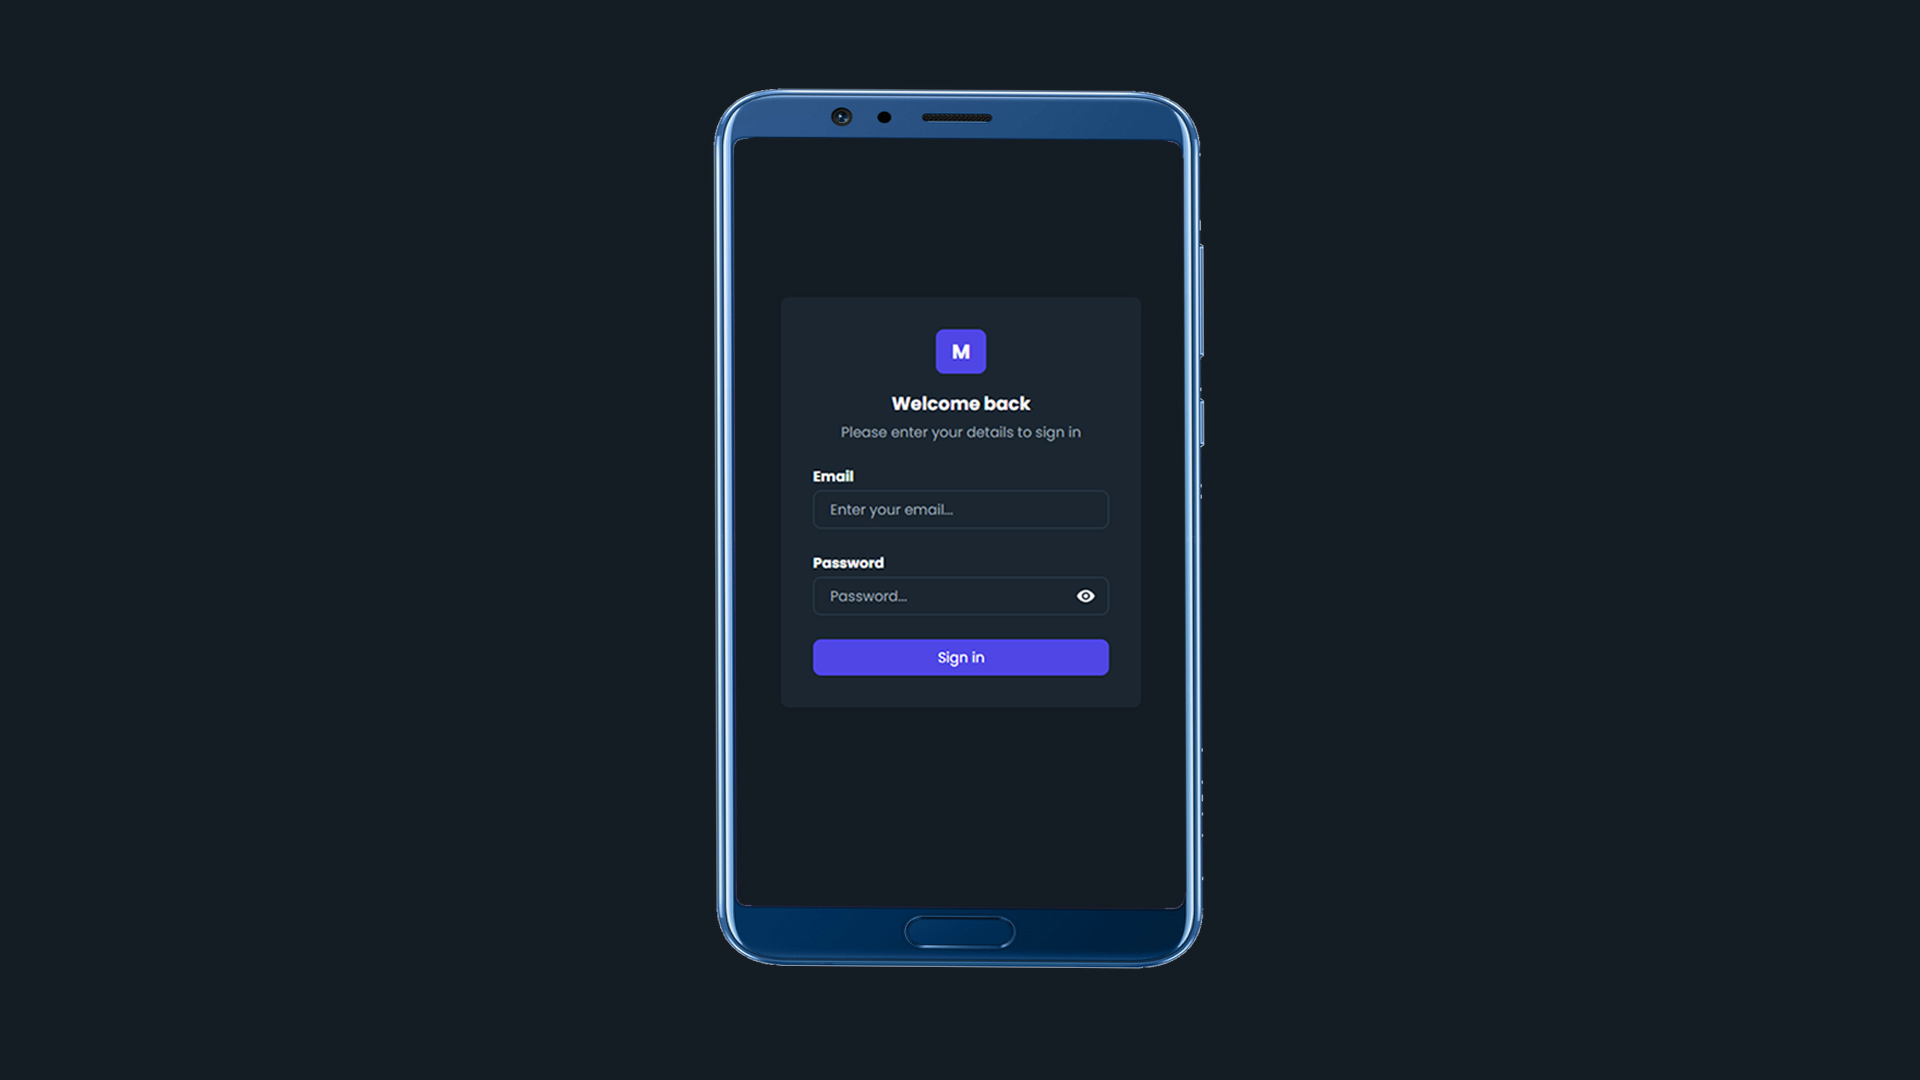 M
Welcome back
Please enter your details to sign in
Email
Enter your email...
Password
Password...
Sign in